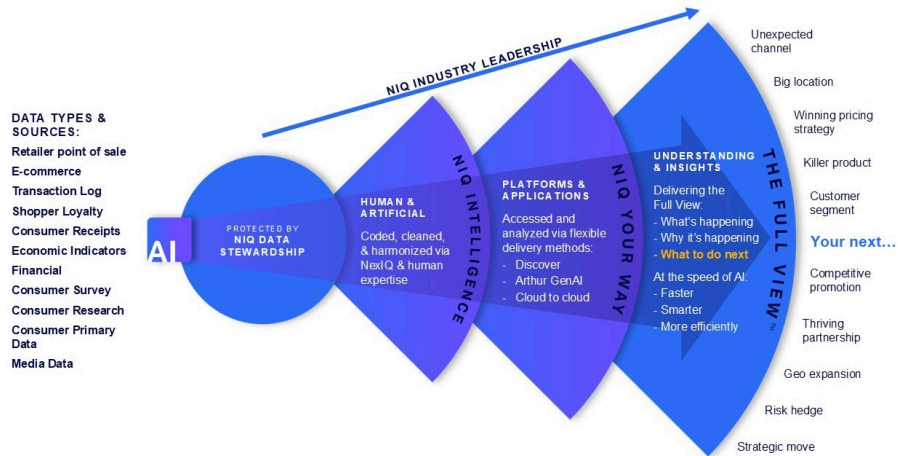 NIQ INDUSTRY LEADERSHIP
DATA TYPES &
SOURCES:
Retailer point of sale
E-commerce
Transaction Log
Shopper Loyalty
Consumer Receipts
Economic Indicators
Financial
Consumer Survey
Consumer Research
Consumer Primary
Data
Media Data
AI
PROTECTED BY
NIQ DATA
STEWARDSHIP
HUMAN &
ARTIFICIAL
Coded, cleaned,
& harmonized via
NexIQ & human
expertise
NIQ INTELLIGENCE
PLATFORMS &
APPLICATIONS
Accessed and
analyzed via flexible
delivery methods:
- Discover
- Arthur GenAI
- Cloud to cloud
NIQ YOUR WAY
UNDERSTANDING
& INSIGHTS
Delivering the
Full View:
- What's happening
- Why it's happening
- What to do next
At the speed of AI:
- Faster
- Smarter
- More efficiently
THE FULL VIEW™
Unexpected
channel
Big location
Winning pricing
strategy
Killer product
Customer
segment
Your next…
Competitive
promotion
Thriving
partnership
Geo expansion
Risk hedge
Strategic move